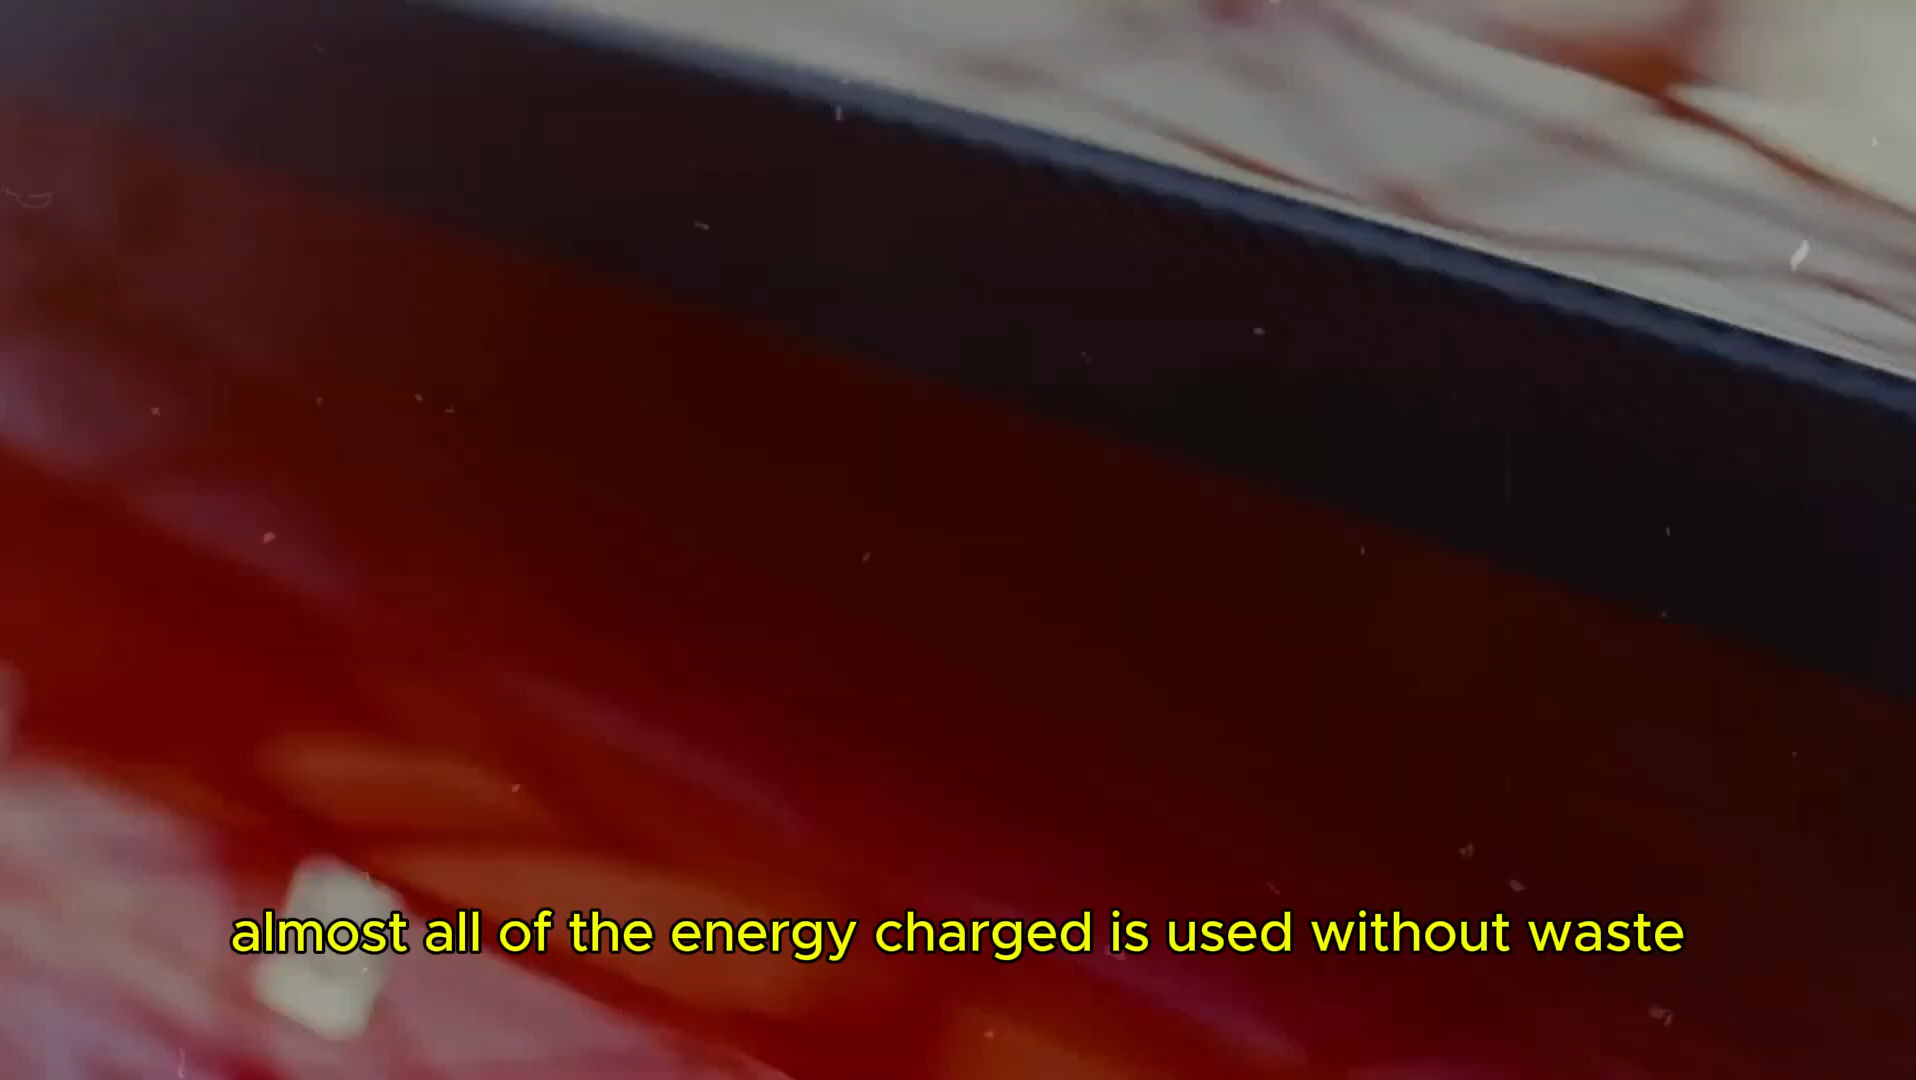 almost all of the energy charged is used without waste